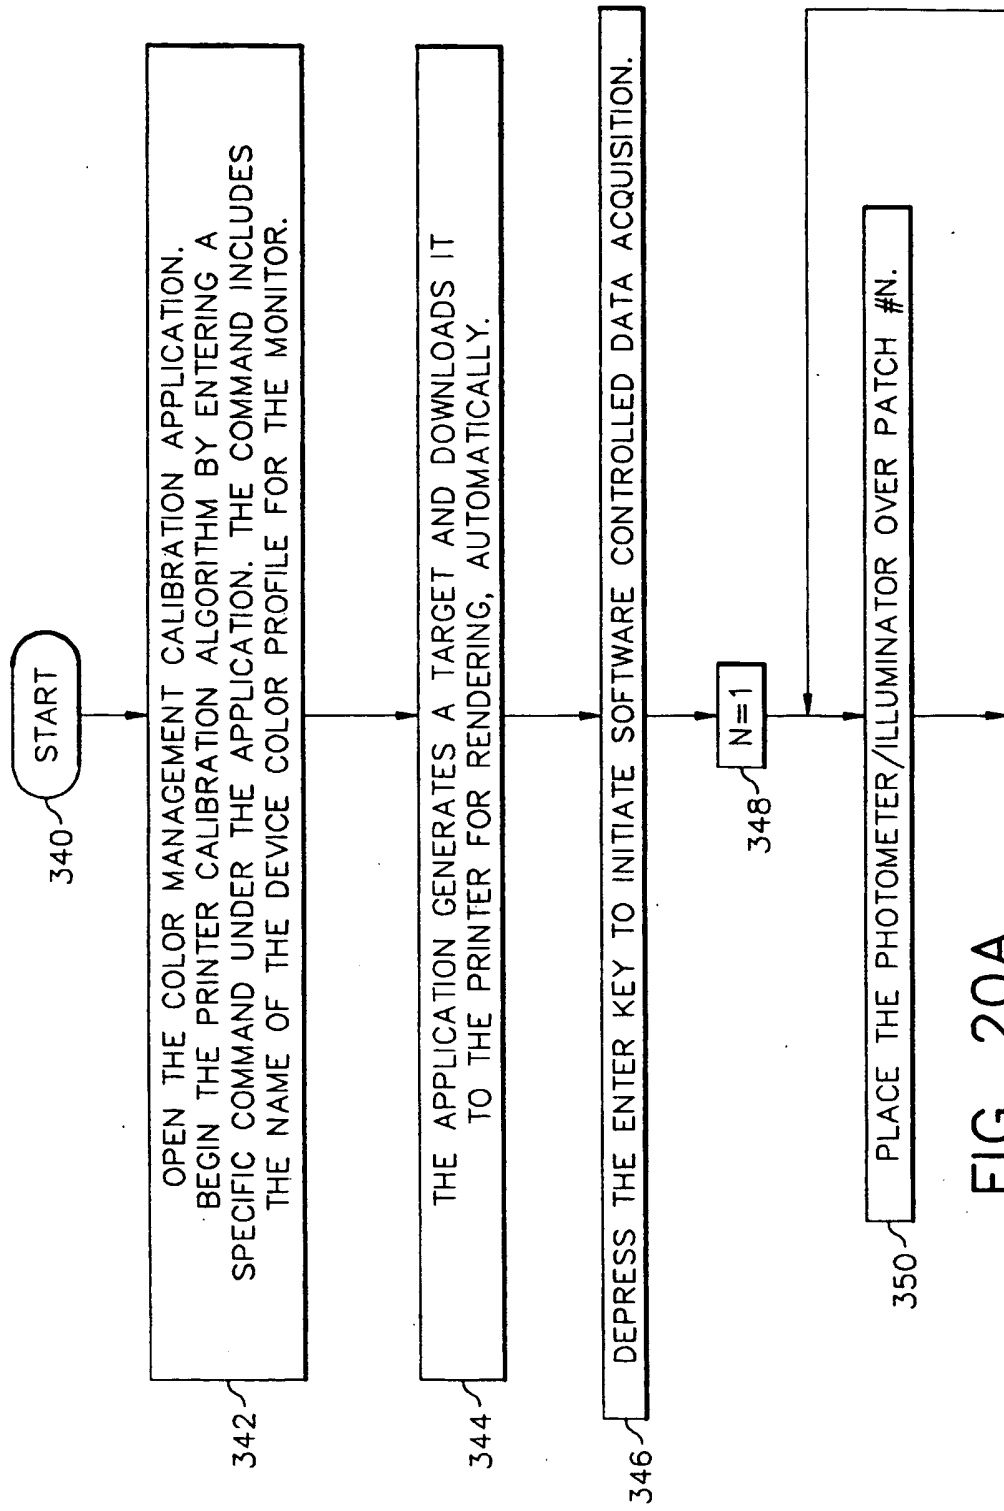 START
340
OPEN THE COLOR MANAGEMENT CALIBRATION APPLICATION.
BEGIN THE PRINTER CALIBRATION ALGORITHM BY ENTERING A
SPECIFIC COMMAND UNDER THE APPLICATION. THE COMMAND INCLUDES
THE NAME OF THE DEVICE COLOR PROFILE FOR THE MONITOR.
342
THE APPLICATION GENERATES A TARGET AND DOWNLOADS IT
TO THE PRINTER FOR RENDERING, AUTOMATICALLY.
344
DEPRESS THE ENTER KEY TO INITIATE SOFTWARE CONTROLLED DATA ACQUISITION.
346
N=1
348
PLACE THE PHOTOMETER/ILLUMINATOR OVER PATCH #N.
350
FIG. 20A